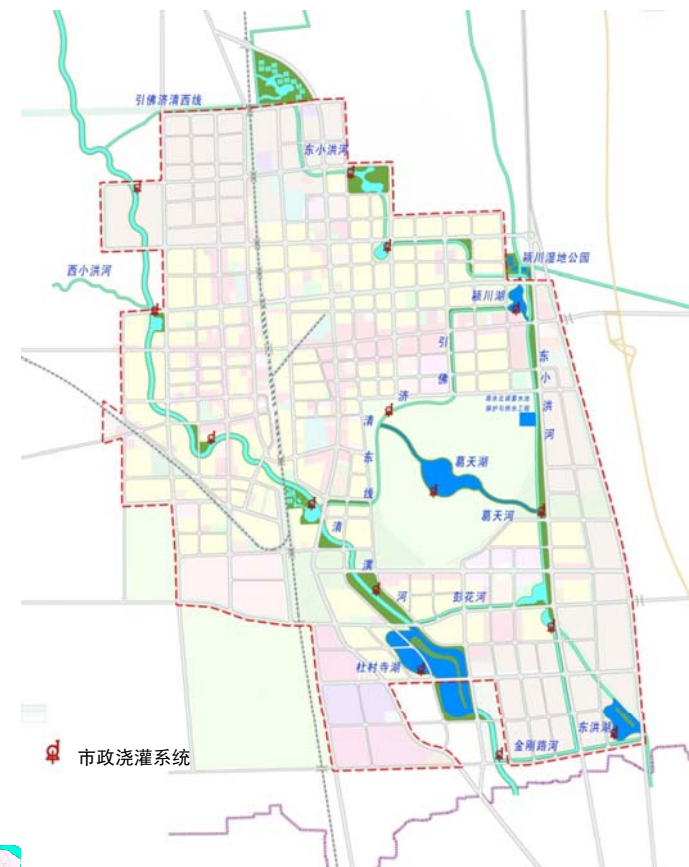 引佛济清西线
东小洪河
西小洪河
颍川湿地公园
颍川湖
引佛济清东线
东小洪河
葛天湖
葛天河
清潩河
彭花河
杜村寺湖
东洪湖
金刚路河
市政浇灌系统